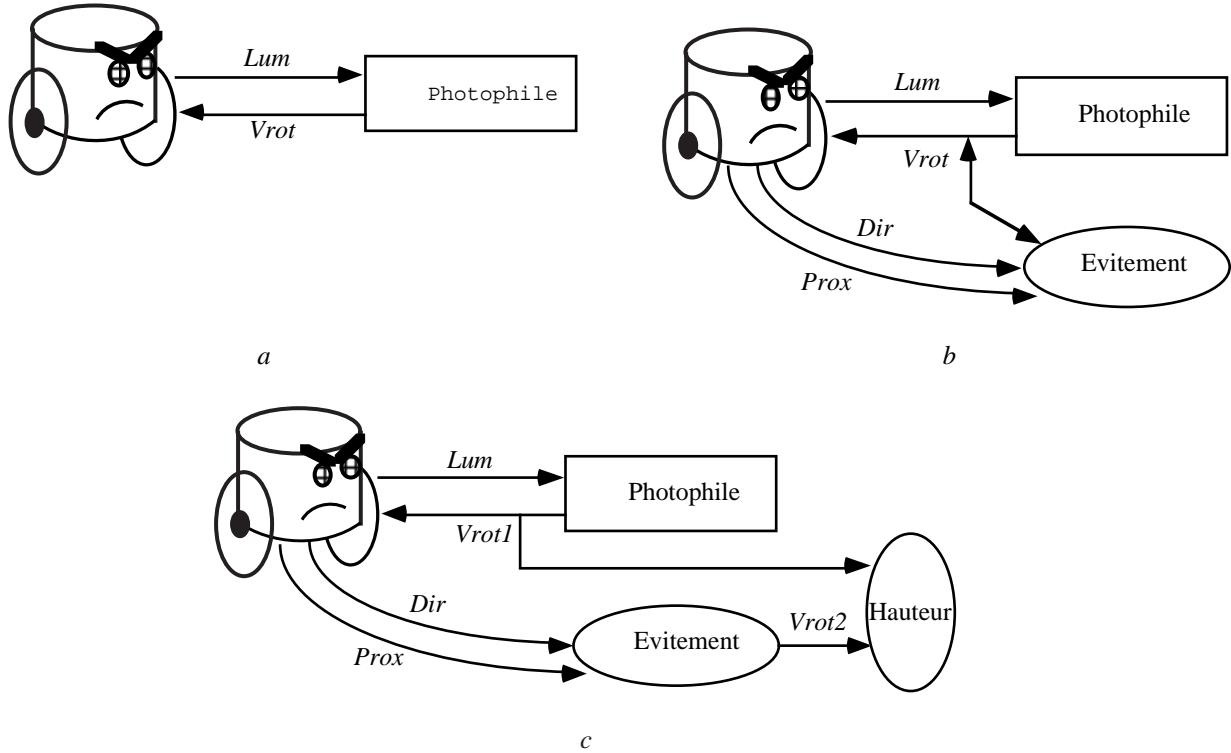 Lum
Photophile
Vrot
a
Lum
Photophile
Vrot
Dir
Evitement
Prox
b
Lum
Photophile
Vrot1
Dir
Hauteur
Evitement
Vrot2
Prox
c